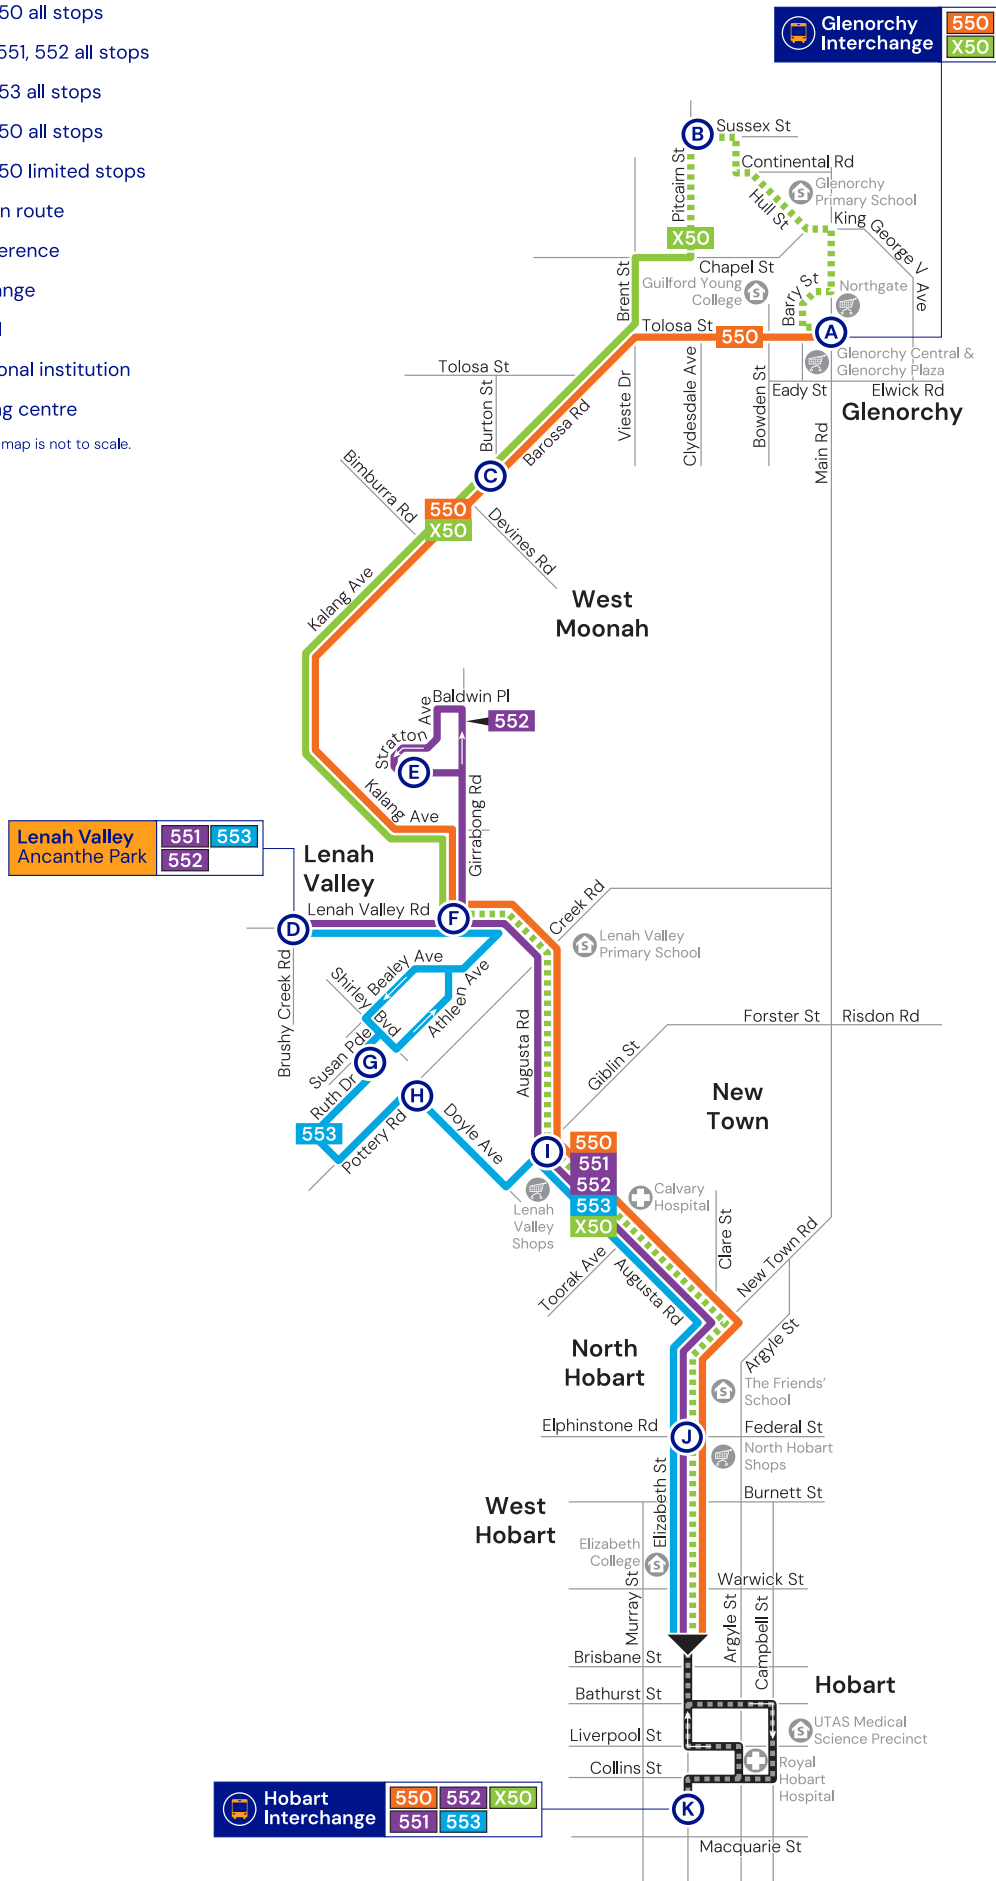 50 all stops
551, 552 all stops
53 all stops
50 all stops
50 limited stops
n route
erence
nge
l
onal institution
g centre
map is not to scale.
Glenorchy
Interchange
550
X50
B
Sussex St
Continental Rd
Glenorchy
Primary School
Pitcairn St
Hull St
King George V Ave
X50
Chapel St
Guilford Young
College
Brent St
Barry St
Northgate
Tolosa St
550
A
Glenorchy Central &
Glenorchy Plaza
Tolosa St
Eady St
Elwick Rd
Glenorchy
Burton St
Barossa Rd
Vieste Dr
Clydesdale Ave
Bowden St
Main Rd
C
Bimburra Rd
550
X50
Devines Rd
Kalang Ave
West
Moonah
Baldwin Pl
552
Stratton Ave
E
Girrabong Rd
Kalang Ave
Lenah Valley
Ancanthe Park
551
553
552
Lenah
Valley
Lenah Valley Rd
D
F
Creek Rd
Lenah Valley
Primary School
Brushy Creek Rd
Bealey Ave
Shirley Bvd
Athleen Ave
Augusta Rd
Forster St
Risdon Rd
Susan Pde
G
Giblin St
Ruth Dr
H
New
Town
553
Pottery Rd
Doyle Ave
I
550
551
552
553
X50
Calvary
Hospital
Lenah
Valley
Shops
Clare St
New Town Rd
Toorak Ave
Augusta Rd
Argyle St
North
Hobart
The Friends'
School
Elphinstone Rd
J
Federal St
North Hobart
Shops
Elizabeth St
Burnett St
West
Hobart
Elizabeth
College
Warwick St
Murray St
Argyle St
Campbell St
Brisbane St
Bathurst St
Hobart
Liverpool St
UTAS Medical
Science Precinct
Collins St
Royal
Hobart
Hospital
Hobart
Interchange
550
552
X50
551
553
K
Macquarie St